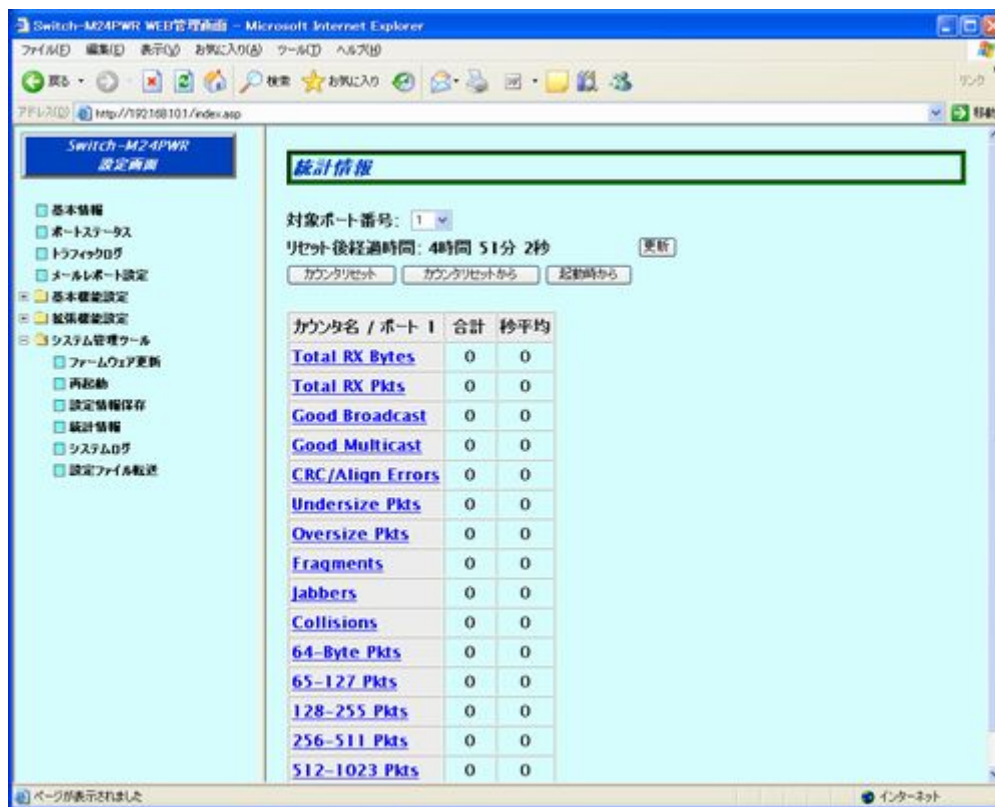 Switch-M24PWR WEB管理画面 - Microsoft Internet Explorer
ファイル(F) 編集(E) 表示(V) お気に入り(A) ツール(T) ヘルプ(H)
戻る 検索 お気に入り リンク
アドレス(D) http://192.168.10.1/index.asp 移動
Switch-M24PWR
設定画面
基本情報
ポートステータス
トラフィックログ
メールレポート設定
基本機能設定
拡張機能設定
システム管理ツール
ファームウェア更新
再起動
設定情報保存
統計情報
システムログ
設定ファイル転送
統計情報
対象ポート番号: 1
リセット後経過時間: 4時間 51分 2秒 更新
カウンタリセット カウンタリセットから 起動時から
カウンタ名 / ポート 1 合計 秒平均
Total RX Bytes 0 0
Total RX Pkts 0 0
Good Broadcast 0 0
Good Multicast 0 0
CRC/Align Errors 0 0
Undersize Pkts 0 0
Oversize Pkts 0 0
Fragments 0 0
Jabbers 0 0
Collisions 0 0
64-Byte Pkts 0 0
65-127 Pkts 0 0
128-255 Pkts 0 0
256-511 Pkts 0 0
512-1023 Pkts 0 0
ページが表示されました インターネット